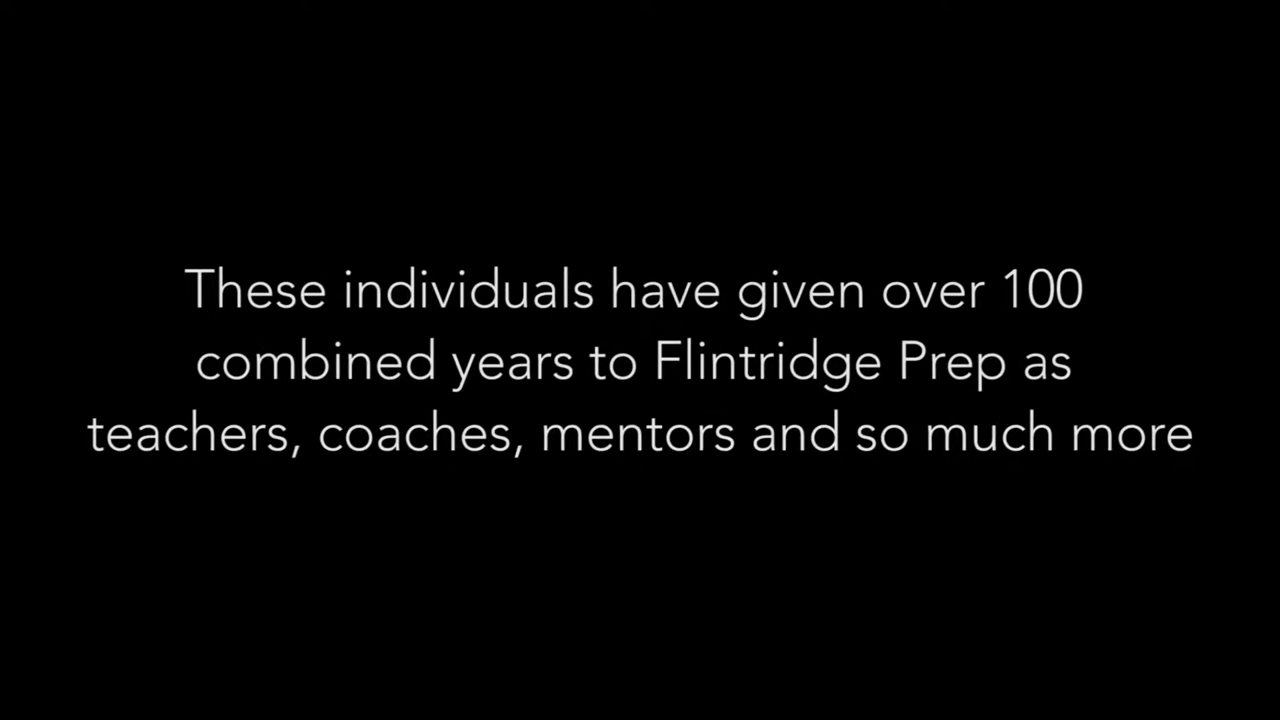 These individuals have given over 100
combined years to Flintridge Prep as
teachers, coaches, mentors and so much more